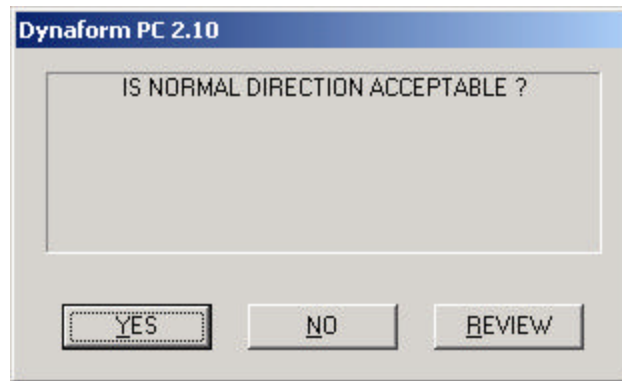 Dynaform PC 2.10
IS NORMAL DIRECTION ACCEPTABLE ?
YES NO REVIEW